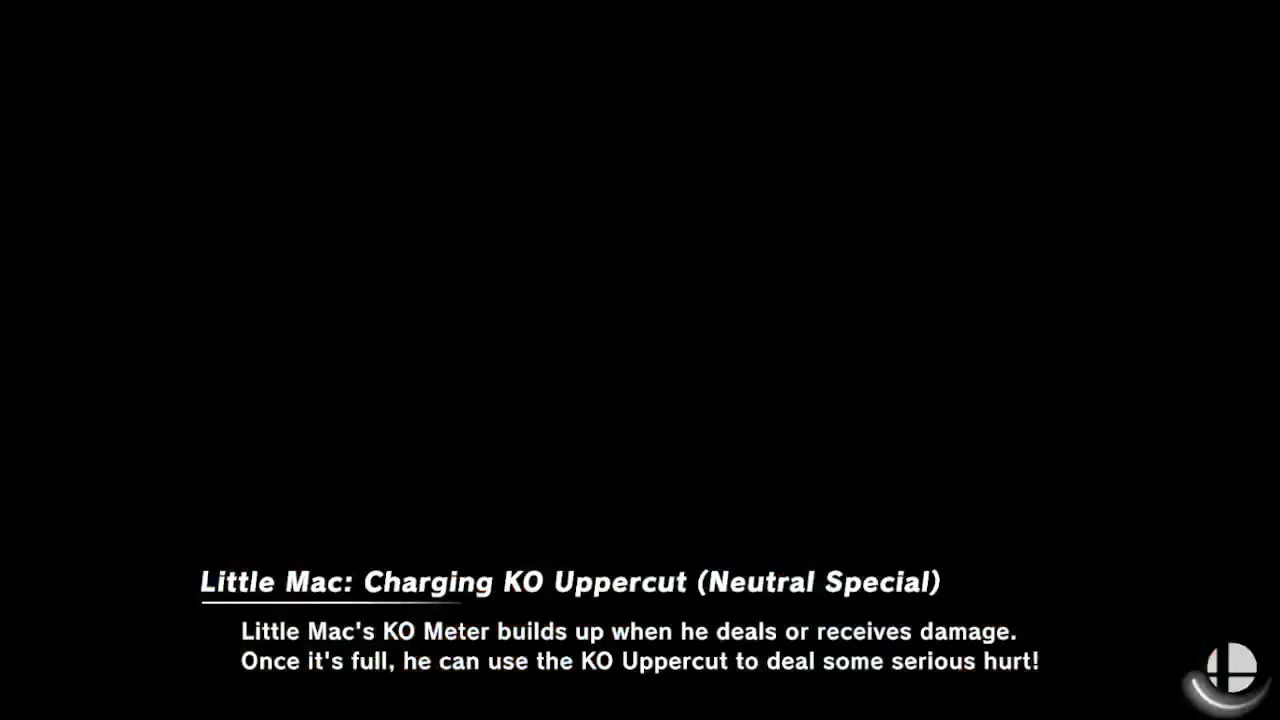 Little Mac: Charging KO Uppercut (Neutral Special)
Little Mac's KO Meter builds up when he deals or receives damage.
Once it's full, he can use the KO Uppercut to deal some serious hurt!